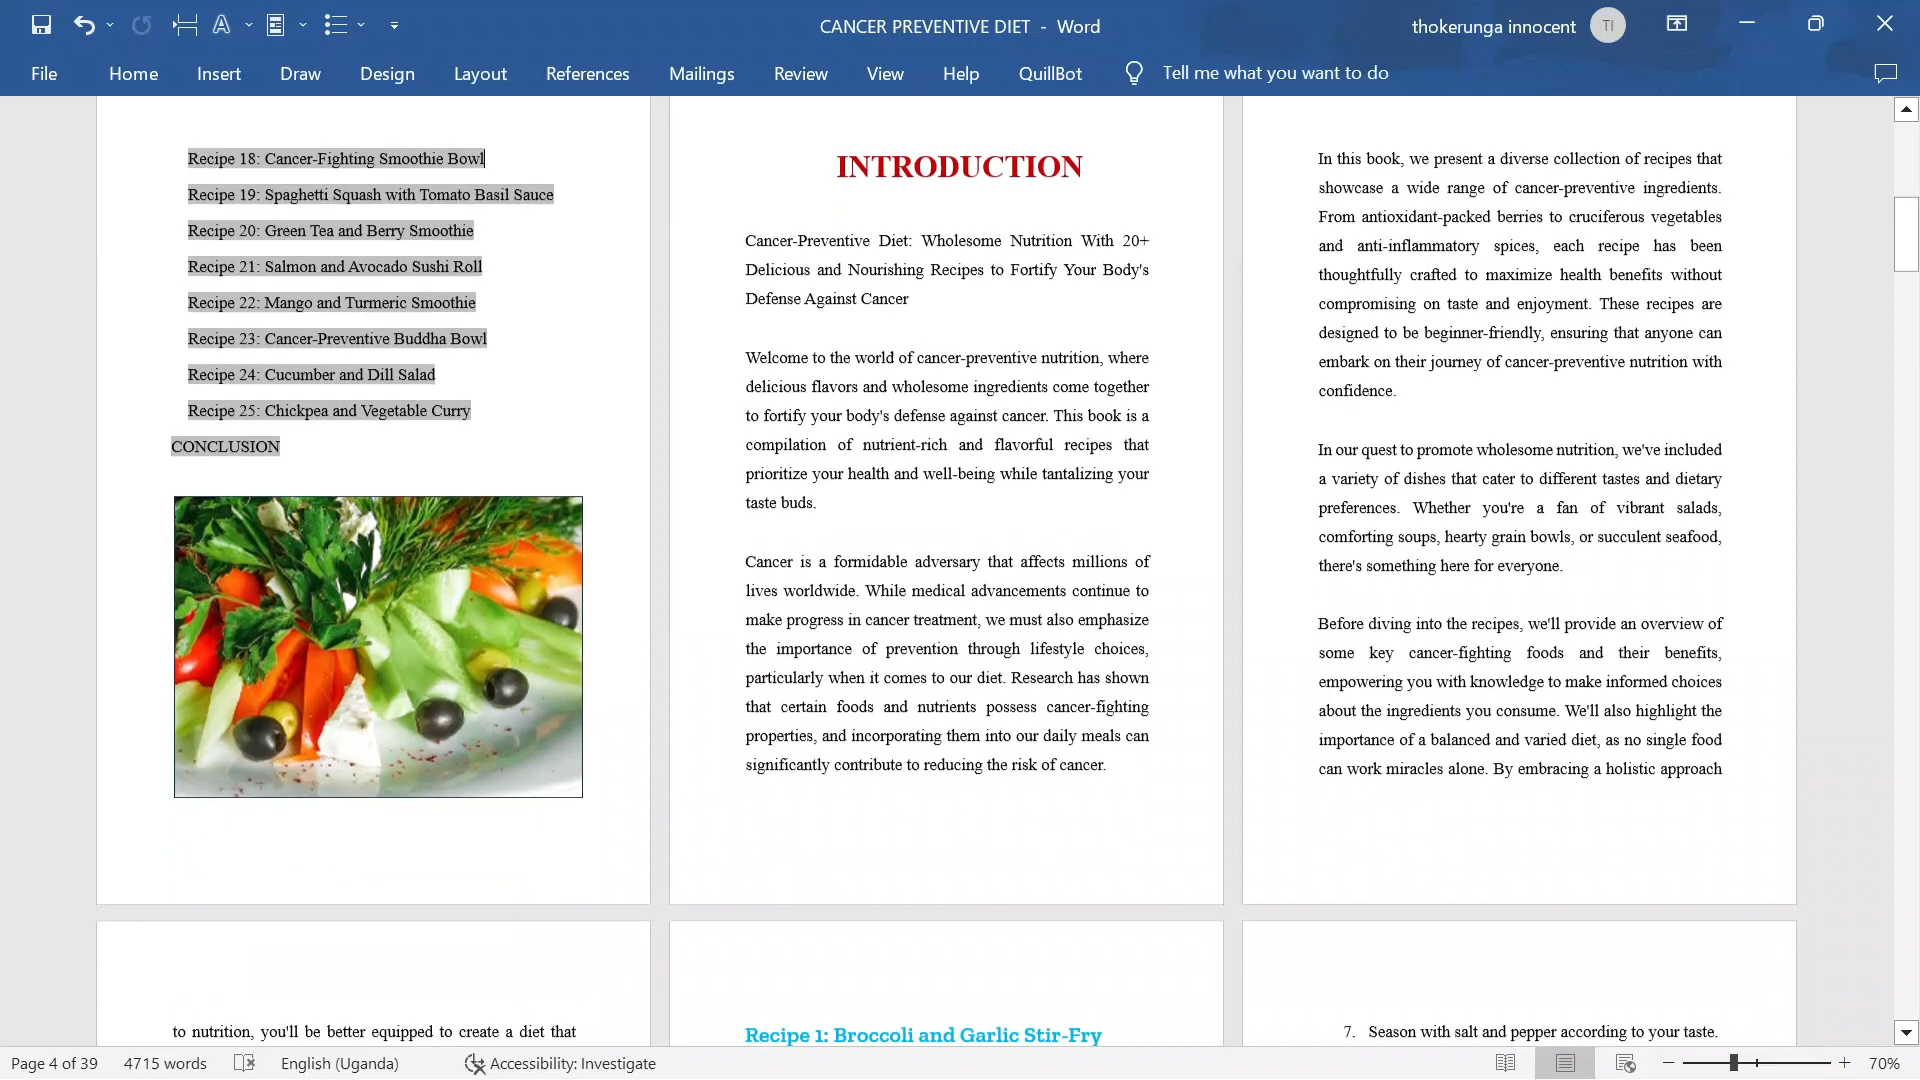 CANCER PREVENTIVE DIET - Word
thokerunga innocent
TI
File
Home
Insert
Draw
Design
Layout
References
Mailings
Review
View
Help
QuillBot
Tell me what you want to do
Recipe 18: Cancer-Fighting Smoothie Bowl
Recipe 19: Spaghetti Squash with Tomato Basil Sauce
Recipe 20: Green Tea and Berry Smoothie
Recipe 21: Salmon and Avocado Sushi Roll
Recipe 22: Mango and Turmeric Smoothie
Recipe 23: Cancer-Preventive Buddha Bowl
Recipe 24: Cucumber and Dill Salad
Recipe 25: Chickpea and Vegetable Curry
CONCLUSION
INTRODUCTION
Cancer-Preventive Diet: Wholesome Nutrition With 20+
Delicious and Nourishing Recipes to Fortify Your Body's
Defense Against Cancer
Welcome to the world of cancer-preventive nutrition, where
delicious flavors and wholesome ingredients come together
to fortify your body's defense against cancer. This book is a
compilation of nutrient-rich and flavorful recipes that
prioritize your health and well-being while tantalizing your
taste buds.
Cancer is a formidable adversary that affects millions of
lives worldwide. While medical advancements continue to
make progress in cancer treatment, we must also emphasize
the importance of prevention through lifestyle choices,
particularly when it comes to our diet. Research has shown
that certain foods and nutrients possess cancer-fighting
properties, and incorporating them into our daily meals can
significantly contribute to reducing the risk of cancer.
In this book, we present a diverse collection of recipes that
showcase a wide range of cancer-preventive ingredients.
From antioxidant-packed berries to cruciferous vegetables
and anti-inflammatory spices, each recipe has been
thoughtfully crafted to maximize health benefits without
compromising on taste and enjoyment. These recipes are
designed to be beginner-friendly, ensuring that anyone can
embark on their journey of cancer-preventive nutrition with
confidence.
In our quest to promote wholesome nutrition, we've included
a variety of dishes that cater to different tastes and dietary
preferences. Whether you're a fan of vibrant salads,
comforting soups, hearty grain bowls, or succulent seafood,
there's something here for everyone.
Before diving into the recipes, we'll provide an overview of
some key cancer-fighting foods and their benefits,
empowering you with knowledge to make informed choices
about the ingredients you consume. We'll also highlight the
importance of a balanced and varied diet, as no single food
can work miracles alone. By embracing a holistic approach
to nutrition, you'll be better equipped to create a diet that
Recipe 1: Broccoli and Garlic Stir-Fry
7. Season with salt and pepper according to your taste.
Page 4 of 39
4715 words
English (Uganda)
Accessibility: Investigate
70%